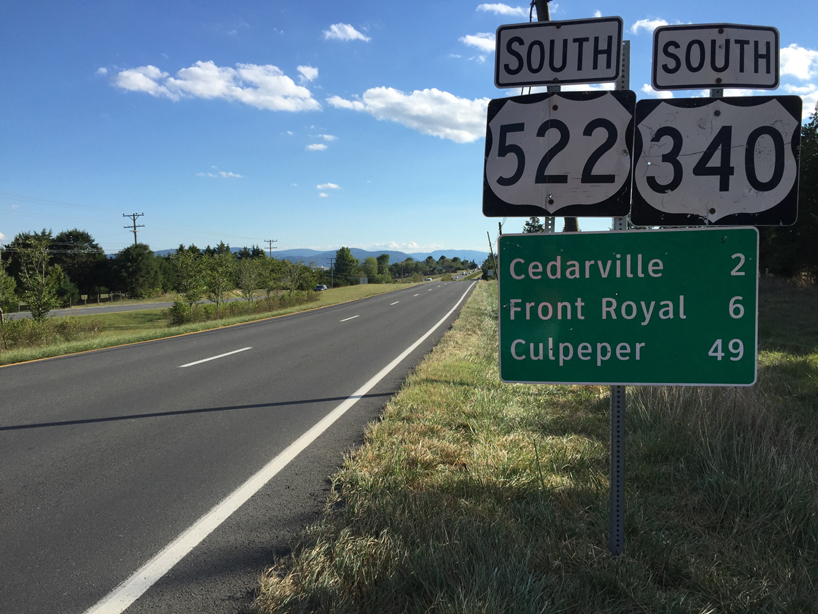 SOUTH SOUTH
522 340
Cedarville 2
Front Royal 6
Culpeper 49